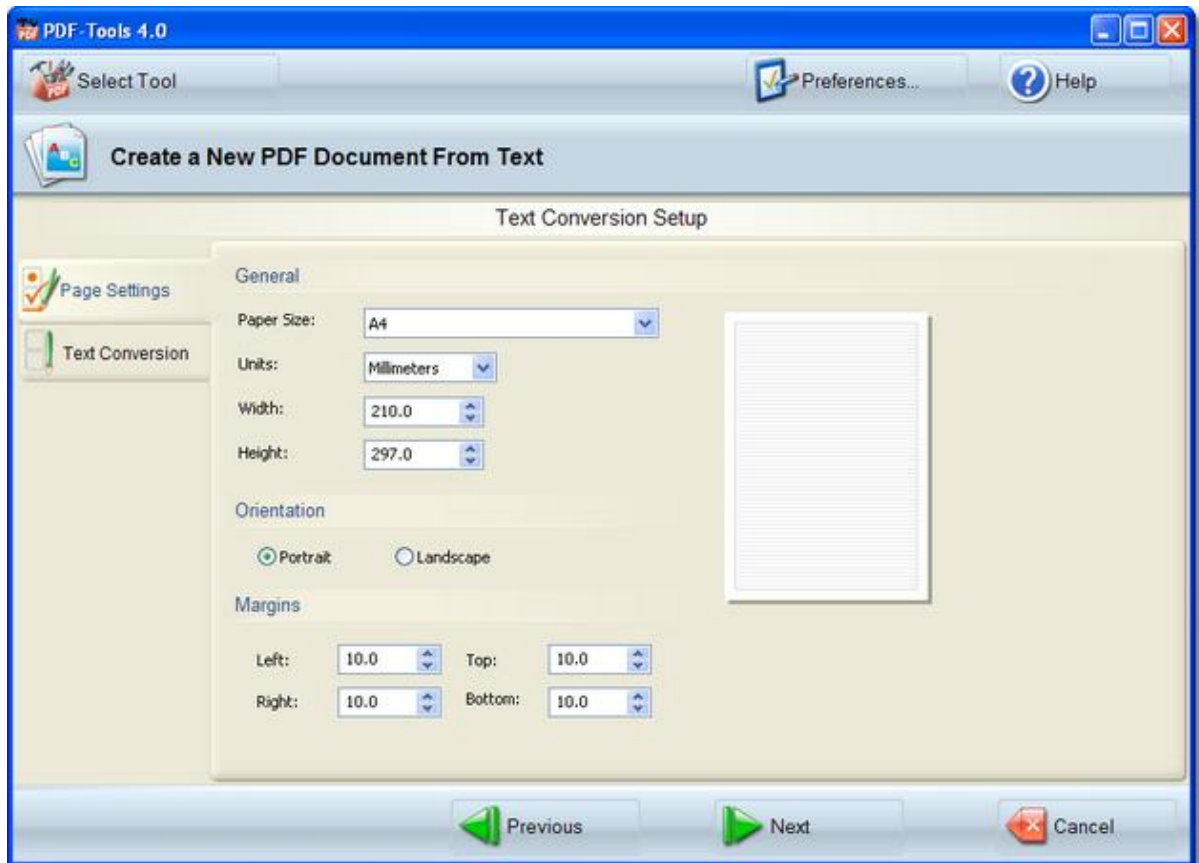 PDF-Tools 4.0
Select Tool Preferences... Help
Create a New PDF Document From Text
Text Conversion Setup
Page Settings
Text Conversion
General
Paper Size: A4
Units: Millimeters
Width: 210.0
Height: 297.0
Orientation
Portrait Landscape
Margins
Left: 10.0 Top: 10.0
Right: 10.0 Bottom: 10.0
Previous Next Cancel